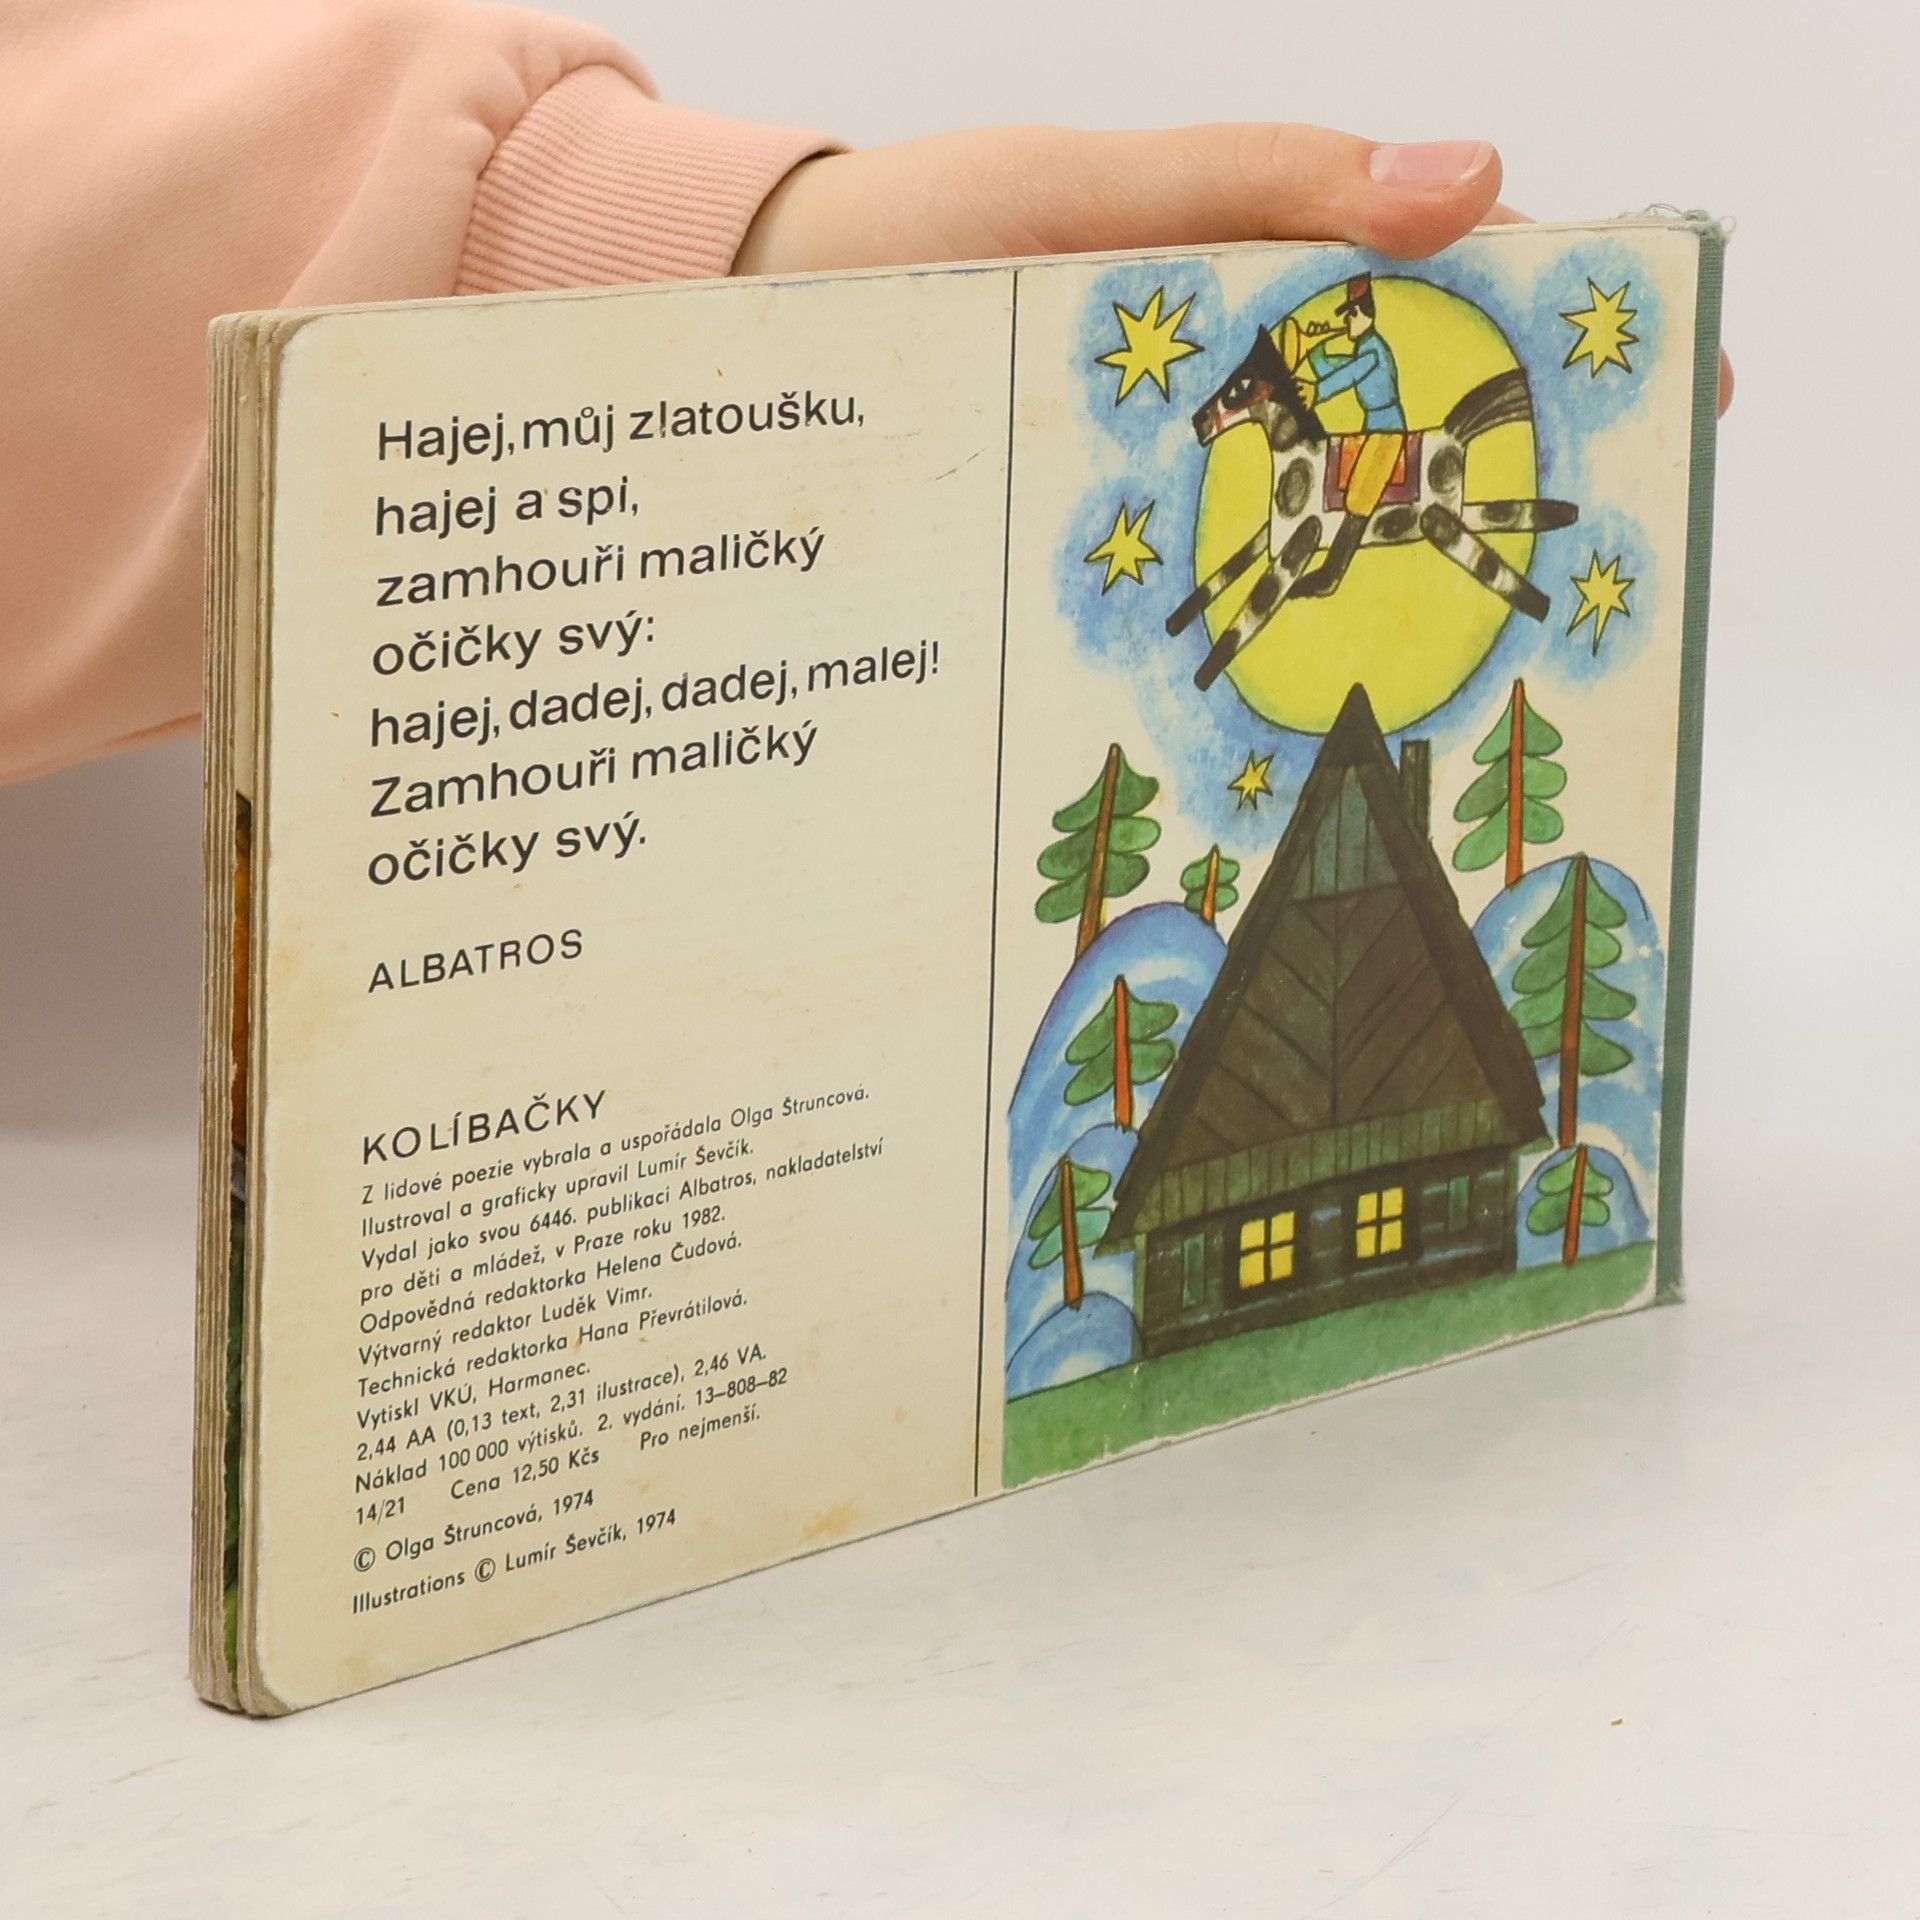 Hajej, můj zlatoušku,
hajej a spi,
zamhouři maličký
očičky svý:
hajej, dadej, dadej, malej!
Zamhouři maličký
očičky svý.
ALBATROS
KOLÍBAČKY
Z lidové poezie vybrala a uspořádala Olga Štruncová.
Ilustroval a graficky upravil Lumír Ševčík.
Vydal jako svou 6446. publikaci Albatros, nakladatelství
pro děti a mládež, v Praze roku 1982.
Odpovědná redaktorka Helena Čudová.
Výtvarný redaktor Luděk Vimr.
Technická redaktorka Hana Převrátilová.
Vytiskl VKÚ, Harmanec.
2,44 AA (0,13 text, 2,31 ilustrace), 2,46 VA.
Náklad 100 000 výtisků. 2. vydání. 13–808–82
14/21 Cena 12,50 Kčs Pro nejmenší.
© Olga Štruncová, 1974
Illustrations © Lumír Ševčík, 1974